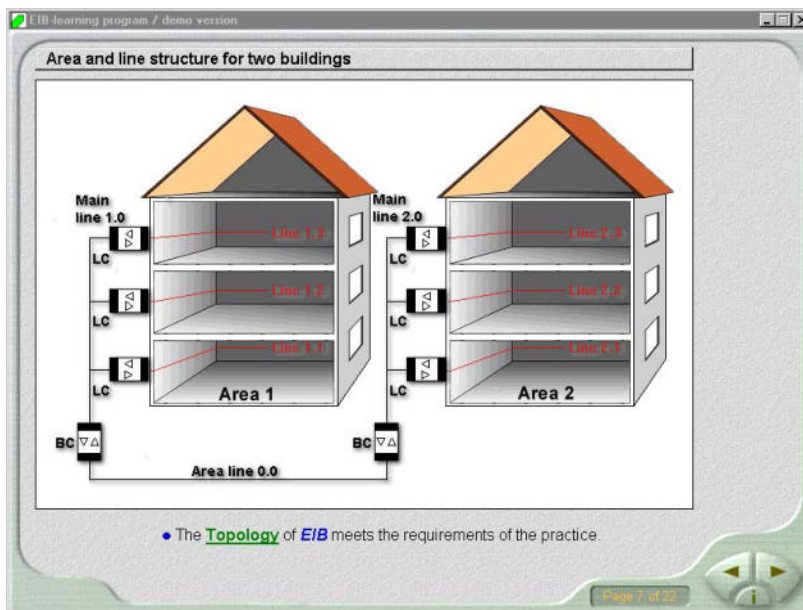 EIB-learning program / demo version
Area and line structure for two buildings
Main
line 1.0
Main
line 2.0
Line 1.3
Line 2.3
LC
LC
Line 1.2
Line 2.2
LC
LC
Line 1.1
Line 2.1
LC
LC
Area 1
Area 2
BC
BC
Area line 0.0
The Topology of EIB meets the requirements of the practice.
Page 7 of 22
i